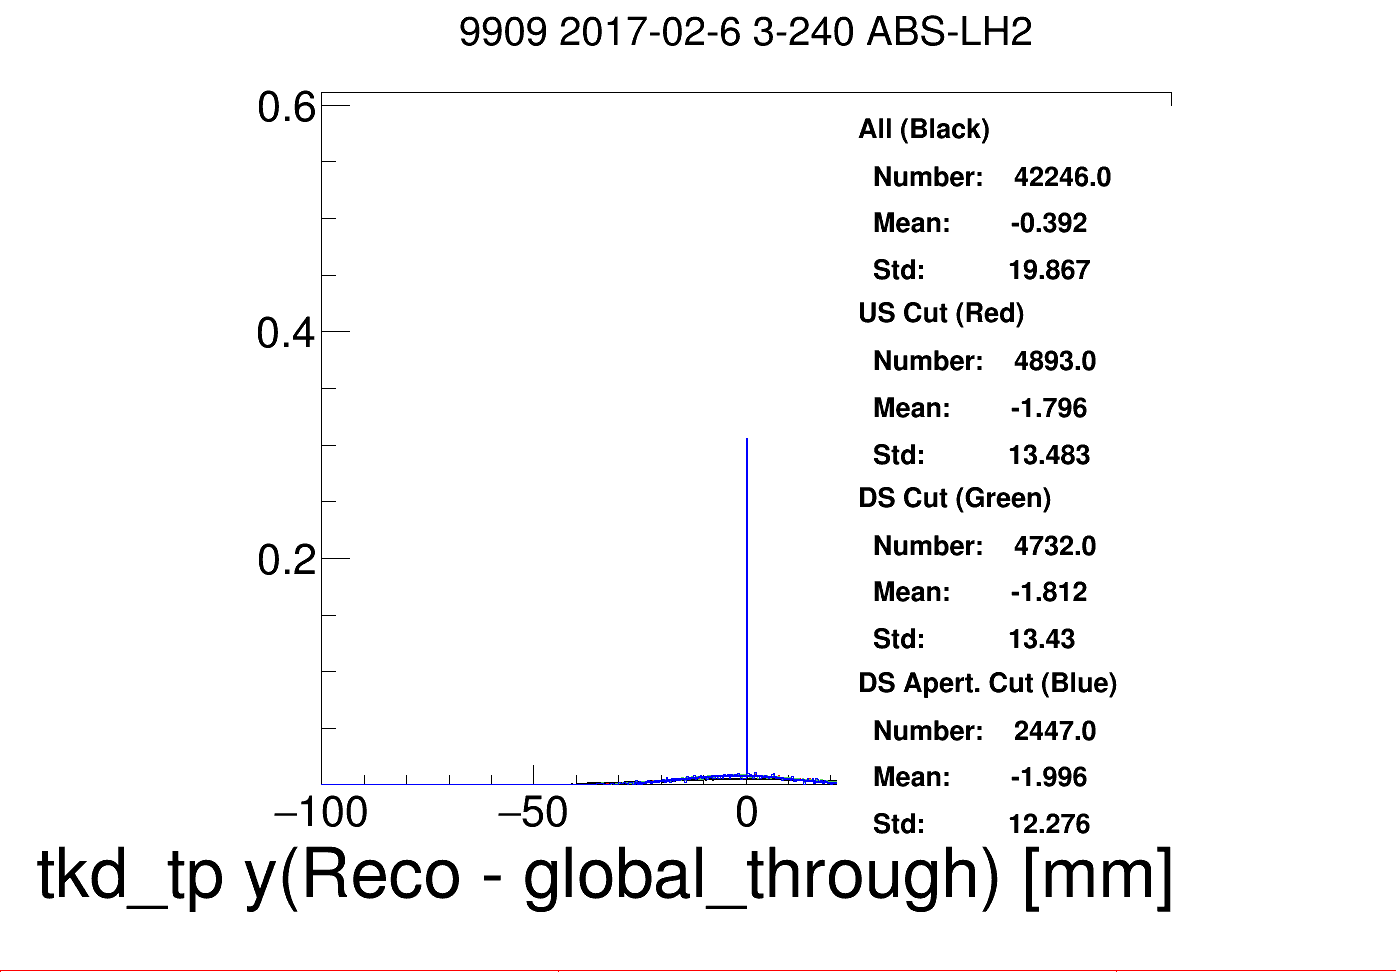 9909 2017-02-6 3-240 ABS-LH2
0.6
0.4
0.2
All (Black)
Number: 42246.0
Mean: -0.392
Std: 19.867
US Cut (Red)
Number: 4893.0
Mean: -1.796
Std: 13.483
DS Cut (Green)
Number: 4732.0
Mean: -1.812
Std: 13.43
DS Apert. Cut (Blue)
Number: 2447.0
Mean: -1.996
Std: 12.276
−100 −50 0
tkd_tp y(Reco - global_through) [mm]